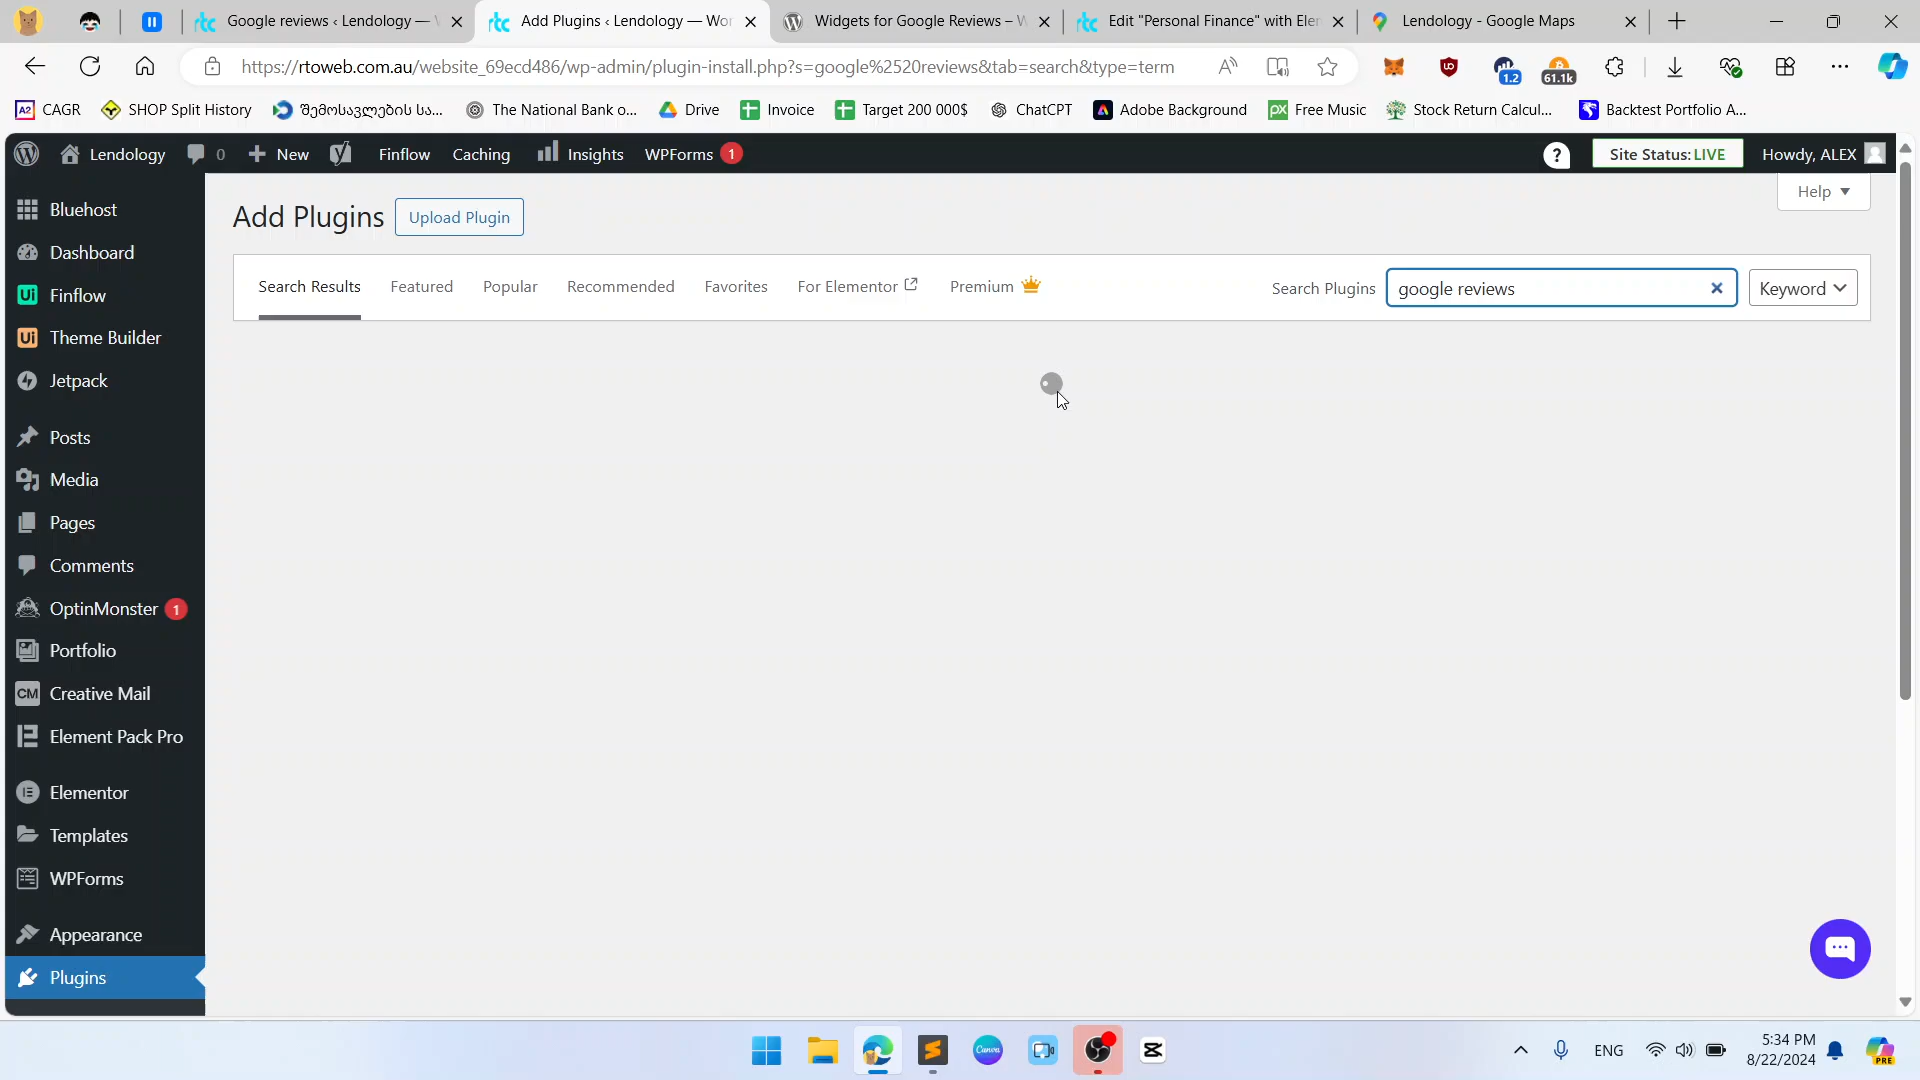 Google reviews ‹ Lendology — W
Add Plugins ‹ Lendology — Wor
Widgets for Google Reviews – W
Edit "Personal Finance" with Elem
Lendology - Google Maps
https://rtoweb.com.au/website_69ecd486/wp-admin/plugin-install.php?s=google%2520reviews&tab=search&type=term
1.2
61.1k
CAGR
SHOP Split History
შემოსავლების სა...
The National Bank o...
Drive
Invoice
Target 200 000$
ChatCPT
Adobe Background
Free Music
Stock Return Calcul...
Backtest Portfolio A...
Lendology
0
New
Finflow
Caching
Insights
WPForms
1
Site Status: LIVE
Howdy, ALEX
Help
Bluehost
Dashboard
Finflow
Theme Builder
Jetpack
Posts
Media
Pages
Comments
OptinMonster
1
Portfolio
Creative Mail
Element Pack Pro
Elementor
Templates
WPForms
Appearance
Plugins
Add Plugins
Upload Plugin
Search Results
Featured
Popular
Recommended
Favorites
For Elementor
Premium
Search Plugins
google reviews
Keyword
ENG
5:34 PM
8/22/2024
PRE